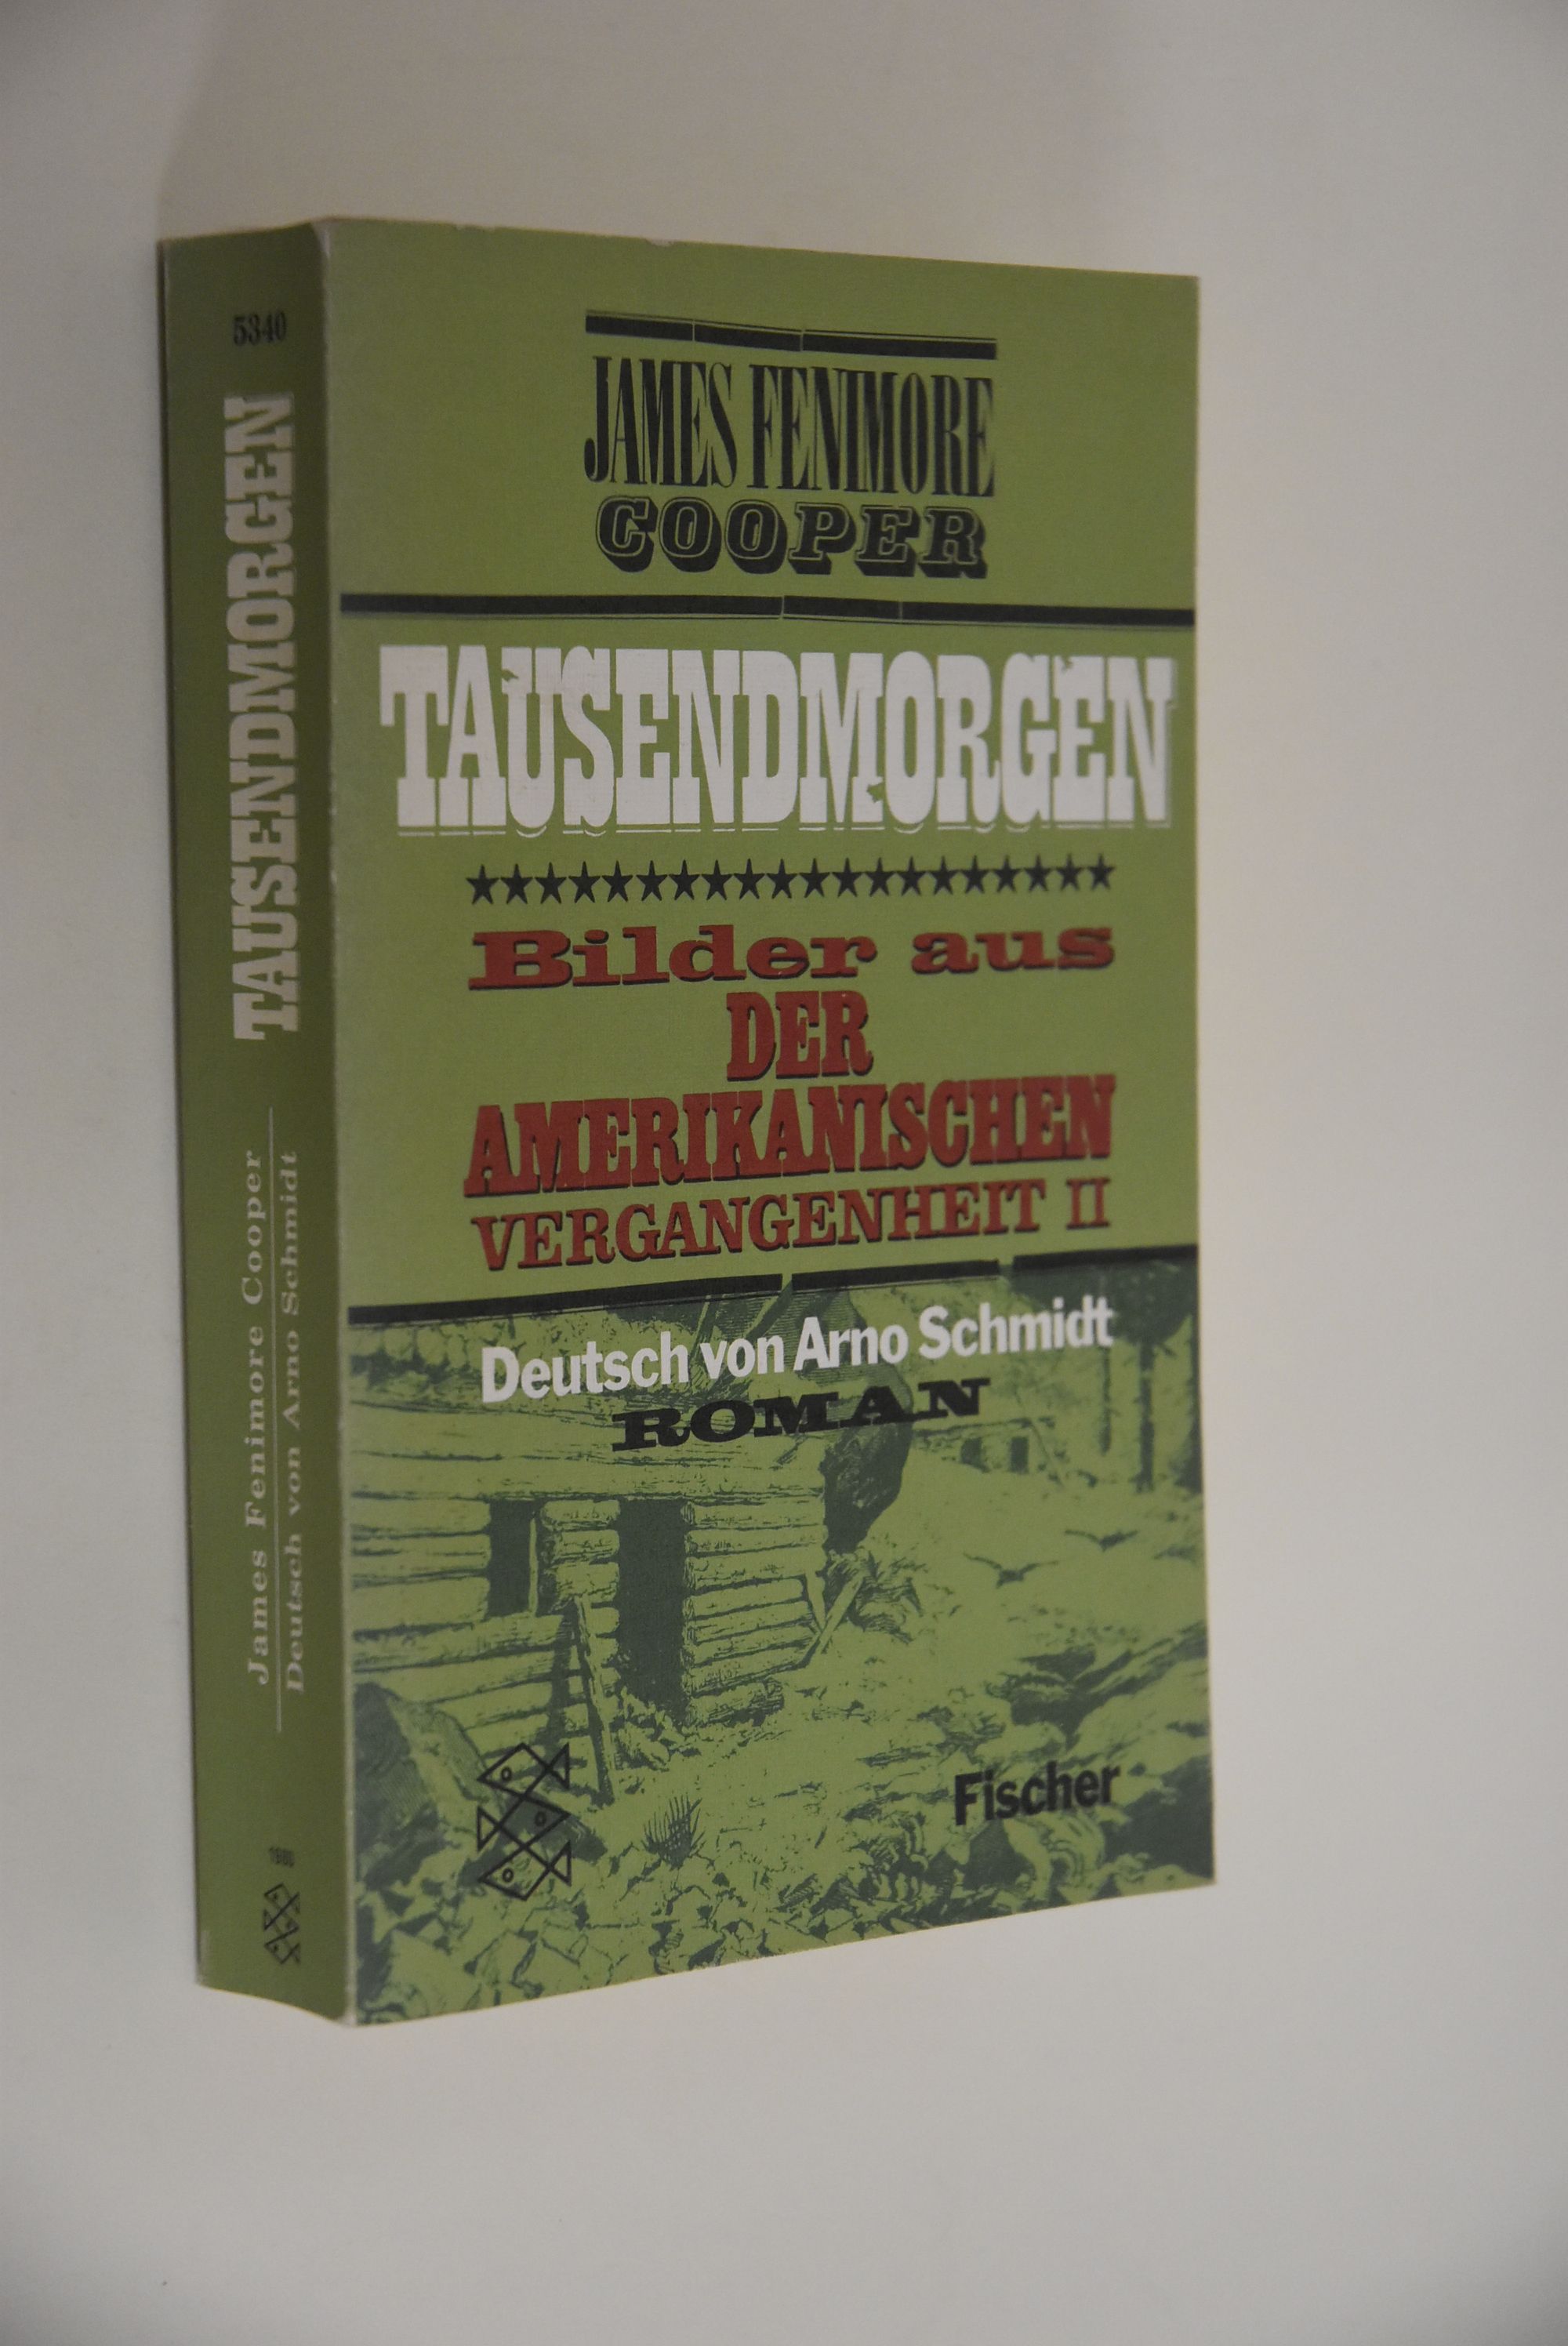 5340
TAUSENDMORGEN
James Fenimore Cooper
Deutsch von Arno Schmidt
JAMES FENIMORE
COOPER
TAUSENDMORGEN
Bilder aus
DER
AMERIKANISCHEN
VERGANGENHEIT II
Deutsch von Arno Schmidt
ROMAN
Fischer